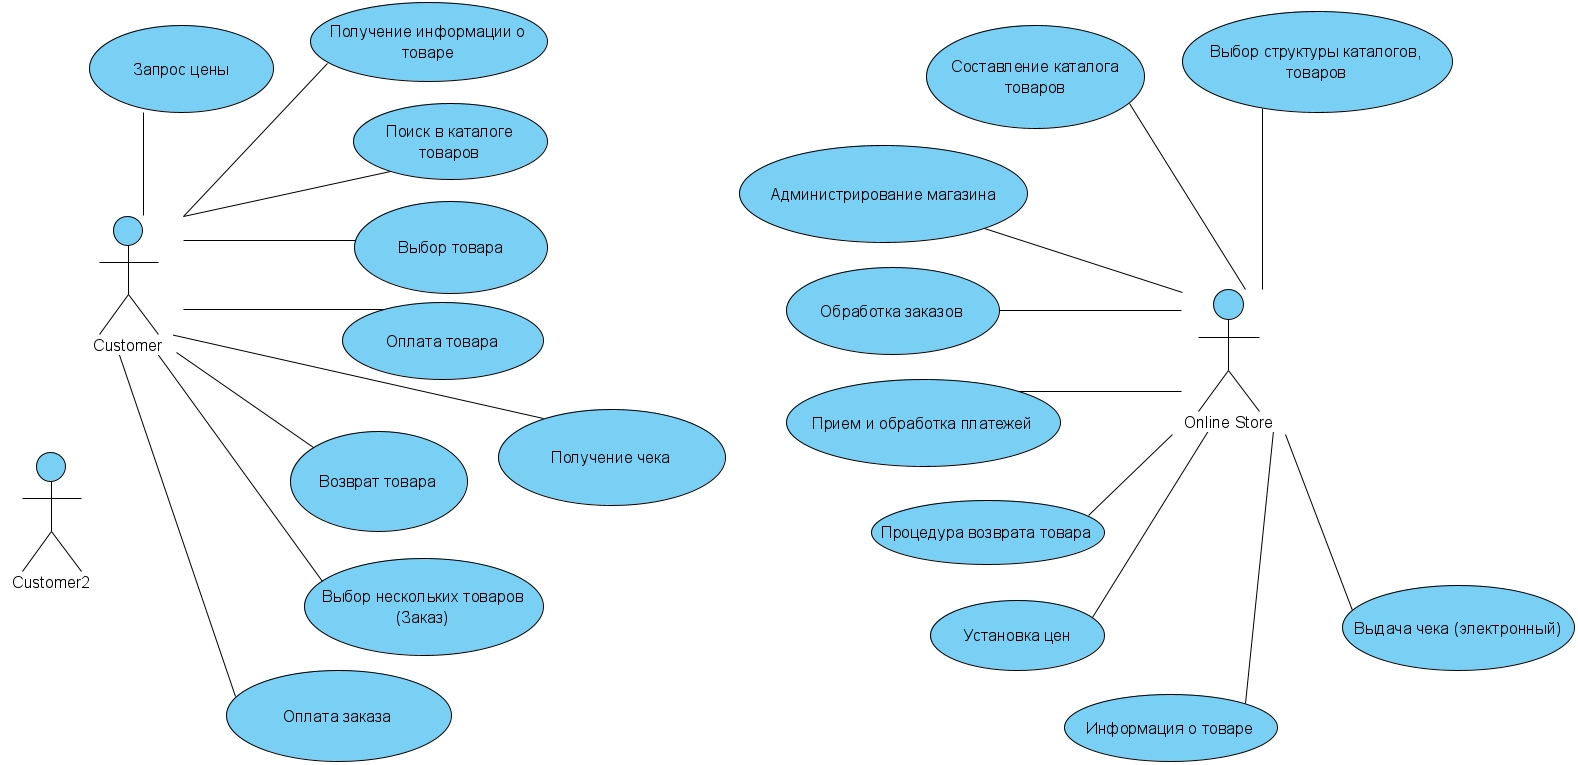 Запрос цены
Получение информации о
товаре
Поиск в каталоге
товаров
Выбор товара
Оплата товара
Customer
Получение чека
Возврат товара
Customer2
Выбор нескольких товаров
(Заказ)
Оплата заказа
Составление каталога
товаров
Выбор структуры каталогов,
товаров
Администрирование магазина
Обработка заказов
Прием и обработка платежей
Online Store
Процедура возврата товара
Установка цен
Выдача чека (электронный)
Информация о товаре